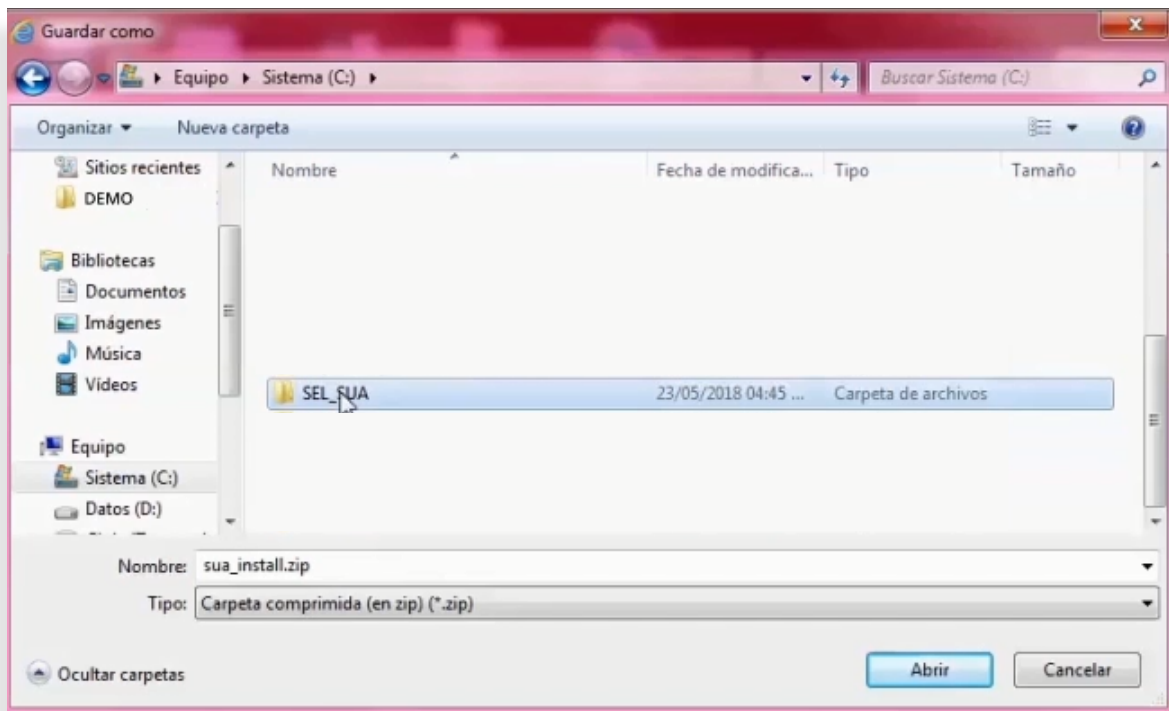 Guardar como
Equipo Sistema (C:) Buscar Sistema (C:)
Organizar Nueva carpeta
Nombre Fecha de modifica... Tipo Tamaño
Sitios recientes
DEMO
Bibliotecas
Documentos
Imágenes
Música
Vídeos
Equipo
Sistema (C:)
Datos (D:)
SEL_SUA 23/05/2018 04:45 ... Carpeta de archivos
Nombre: sua_install.zip
Tipo: Carpeta comprimida (en zip) (*.zip)
Ocultar carpetas Abrir Cancelar